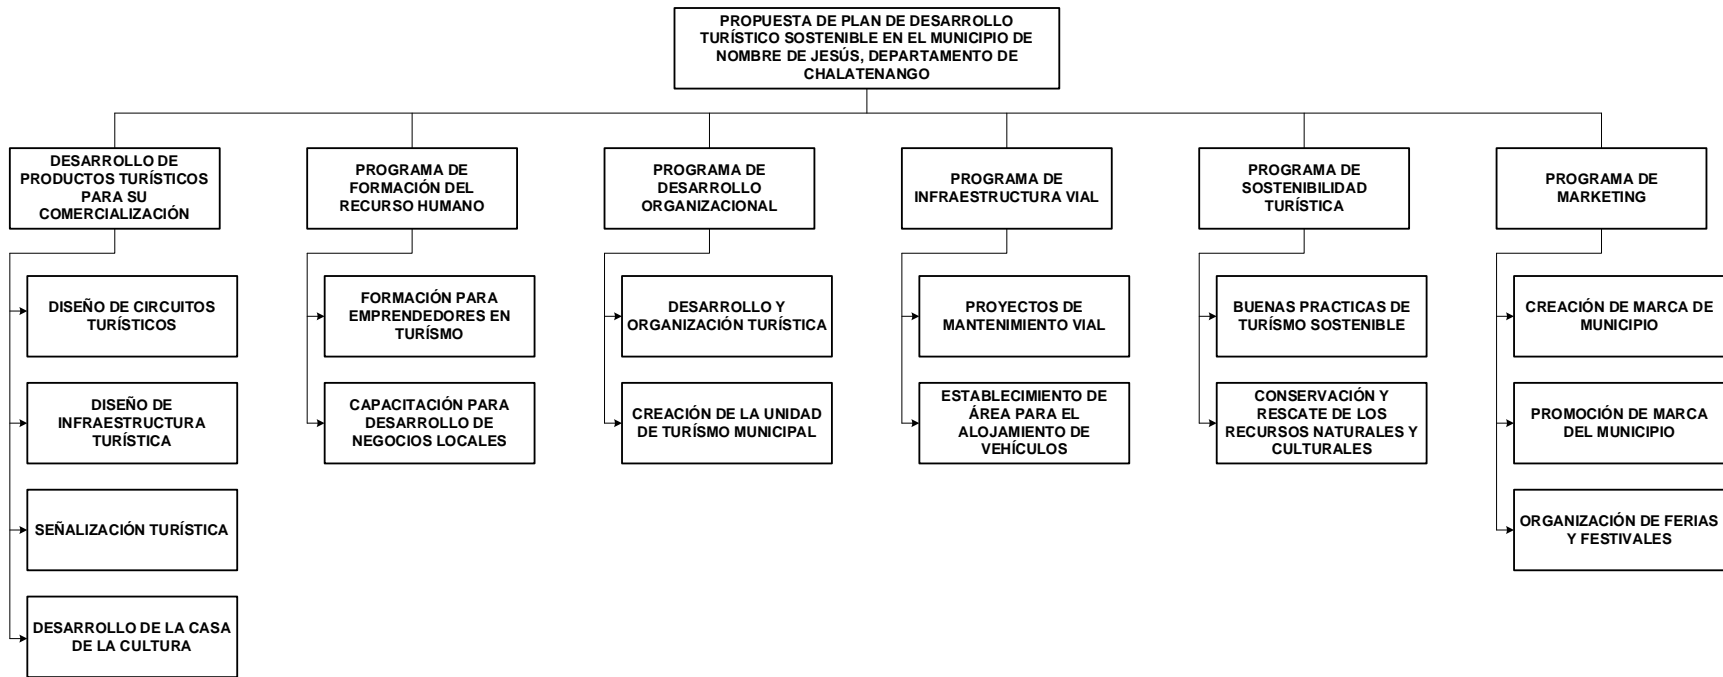 PROPUESTA DE PLAN DE DESARROLLO
TURÍSTICO SOSTENIBLE EN EL MUNICIPIO DE
NOMBRE DE JESÚS, DEPARTAMENTO DE
CHALATENANGO
DESARROLLO DE
PRODUCTOS TURÍSTICOS
PARA SU
COMERCIALIZACIÓN
PROGRAMA DE
FORMACIÓN DEL
RECURSO HUMANO
PROGRAMA DE
DESARROLLO
ORGANIZACIONAL
PROGRAMA DE
INFRAESTRUCTURA VIAL
PROGRAMA DE
SOSTENIBILIDAD
TURÍSTICA
PROGRAMA DE
MARKETING
DISEÑO DE CIRCUITOS
TURÍSTICOS
FORMACIÓN PARA
EMPRENDEDORES EN
TURÍSMO
DESARROLLO Y
ORGANIZACIÓN TURÍSTICA
PROYECTOS DE
MANTENIMIENTO VIAL
BUENAS PRACTICAS DE
TURÍSMO SOSTENIBLE
CREACIÓN DE MARCA DE
MUNICIPIO
DISEÑO DE
INFRAESTRUCTURA
TURÍSTICA
CAPACITACIÓN PARA
DESARROLLO DE
NEGOCIOS LOCALES
CREACIÓN DE LA UNIDAD
DE TURÍSMO MUNICIPAL
ESTABLECIMIENTO DE
ÁREA PARA EL
ALOJAMIENTO DE
VEHÍCULOS
CONSERVACIÓN Y
RESCATE DE LOS
RECURSOS NATURALES Y
CULTURALES
PROMOCIÓN DE MARCA
DEL MUNICIPIO
SEÑALIZACIÓN TURÍSTICA
ORGANIZACIÓN DE FERIAS
Y FESTIVALES
DESARROLLO DE LA CASA
DE LA CULTURA